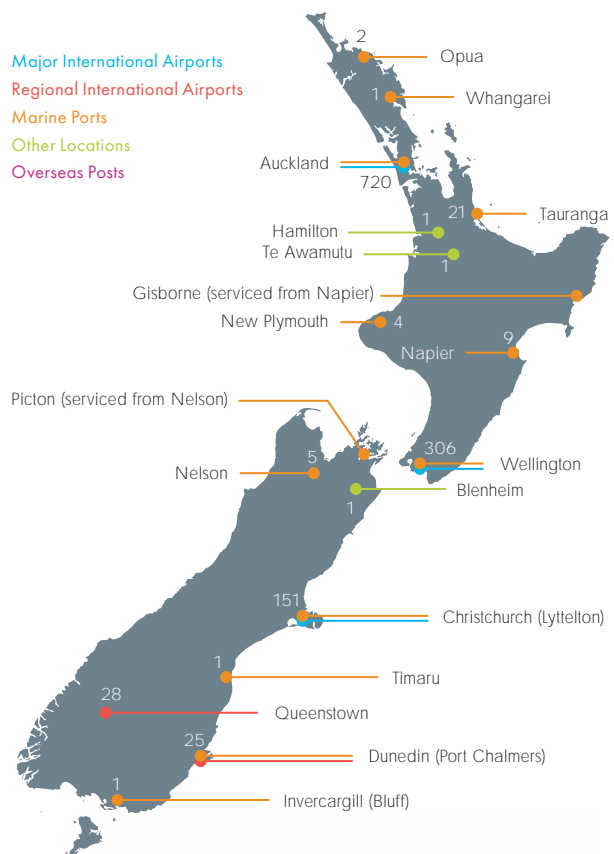 Major International Airports
Regional International Airports
Marine Ports
Other Locations
Overseas Posts
2
Opua
1
Whangarei
Auckland
720
1
21
Tauranga
Hamilton
Te Awamutu
1
Gisborne (serviced from Napier)
New Plymouth
4
9
Napier
Picton (serviced from Nelson)
306
5
Wellington
Nelson
Blenheim
1
151
Christchurch (Lyttelton)
1
Timaru
28
Queenstown
25
Dunedin (Port Chalmers)
1
Invercargill (Bluff)